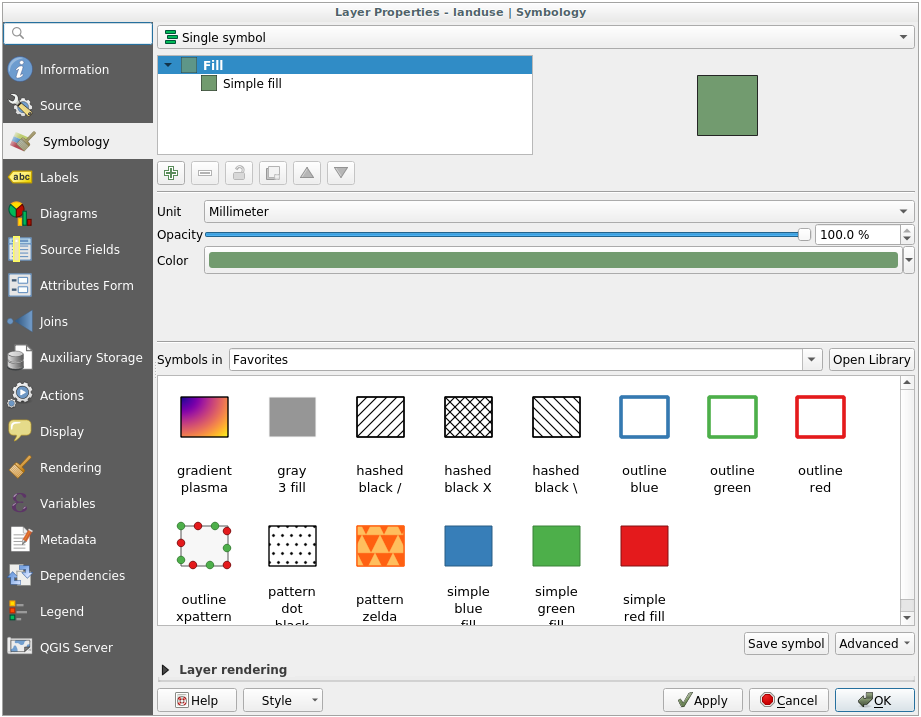 Layer Properties - landuse | Symbology
Information
Source
Symbology
abc Labels
Diagrams
Source Fields
Attributes Form
Joins
Auxiliary Storage
Actions
Display
Rendering
Variables
Metadata
Dependencies
Legend
QGIS Server
Single symbol
Fill
Simple fill
Unit Millimeter
Opacity 100.0 %
Color
Symbols in Favorites Open Library
gradient plasma
gray 3 fill
hashed black /
hashed black X
hashed black \
outline blue
outline green
outline red
outline xpattern
pattern dot black
pattern zelda
simple blue fill
simple green fill
simple red fill
Save symbol Advanced
Layer rendering
Help Style Apply Cancel OK